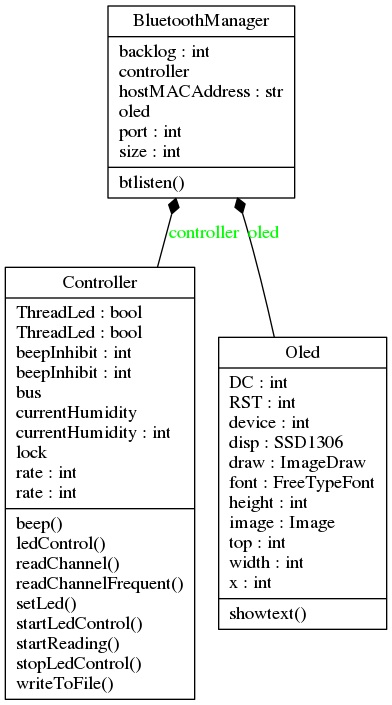 BluetoothManager
backlog : int
controller
hostMACAddress : str
oled
port : int
size : int
btlisten()
controller oled
Controller
ThreadLed : bool
ThreadLed : bool
beepInhibit : int
beepInhibit : int
bus
currentHumidity
currentHumidity : int
lock
rate : int
rate : int
beep()
ledControl()
readChannel()
readChannelFrequent()
setLed()
startLedControl()
startReading()
stopLedControl()
writeToFile()
Oled
DC : int
RST : int
device : int
disp : SSD1306
draw : ImageDraw
font : FreeTypeFont
height : int
image : Image
top : int
width : int
x : int
showtext()